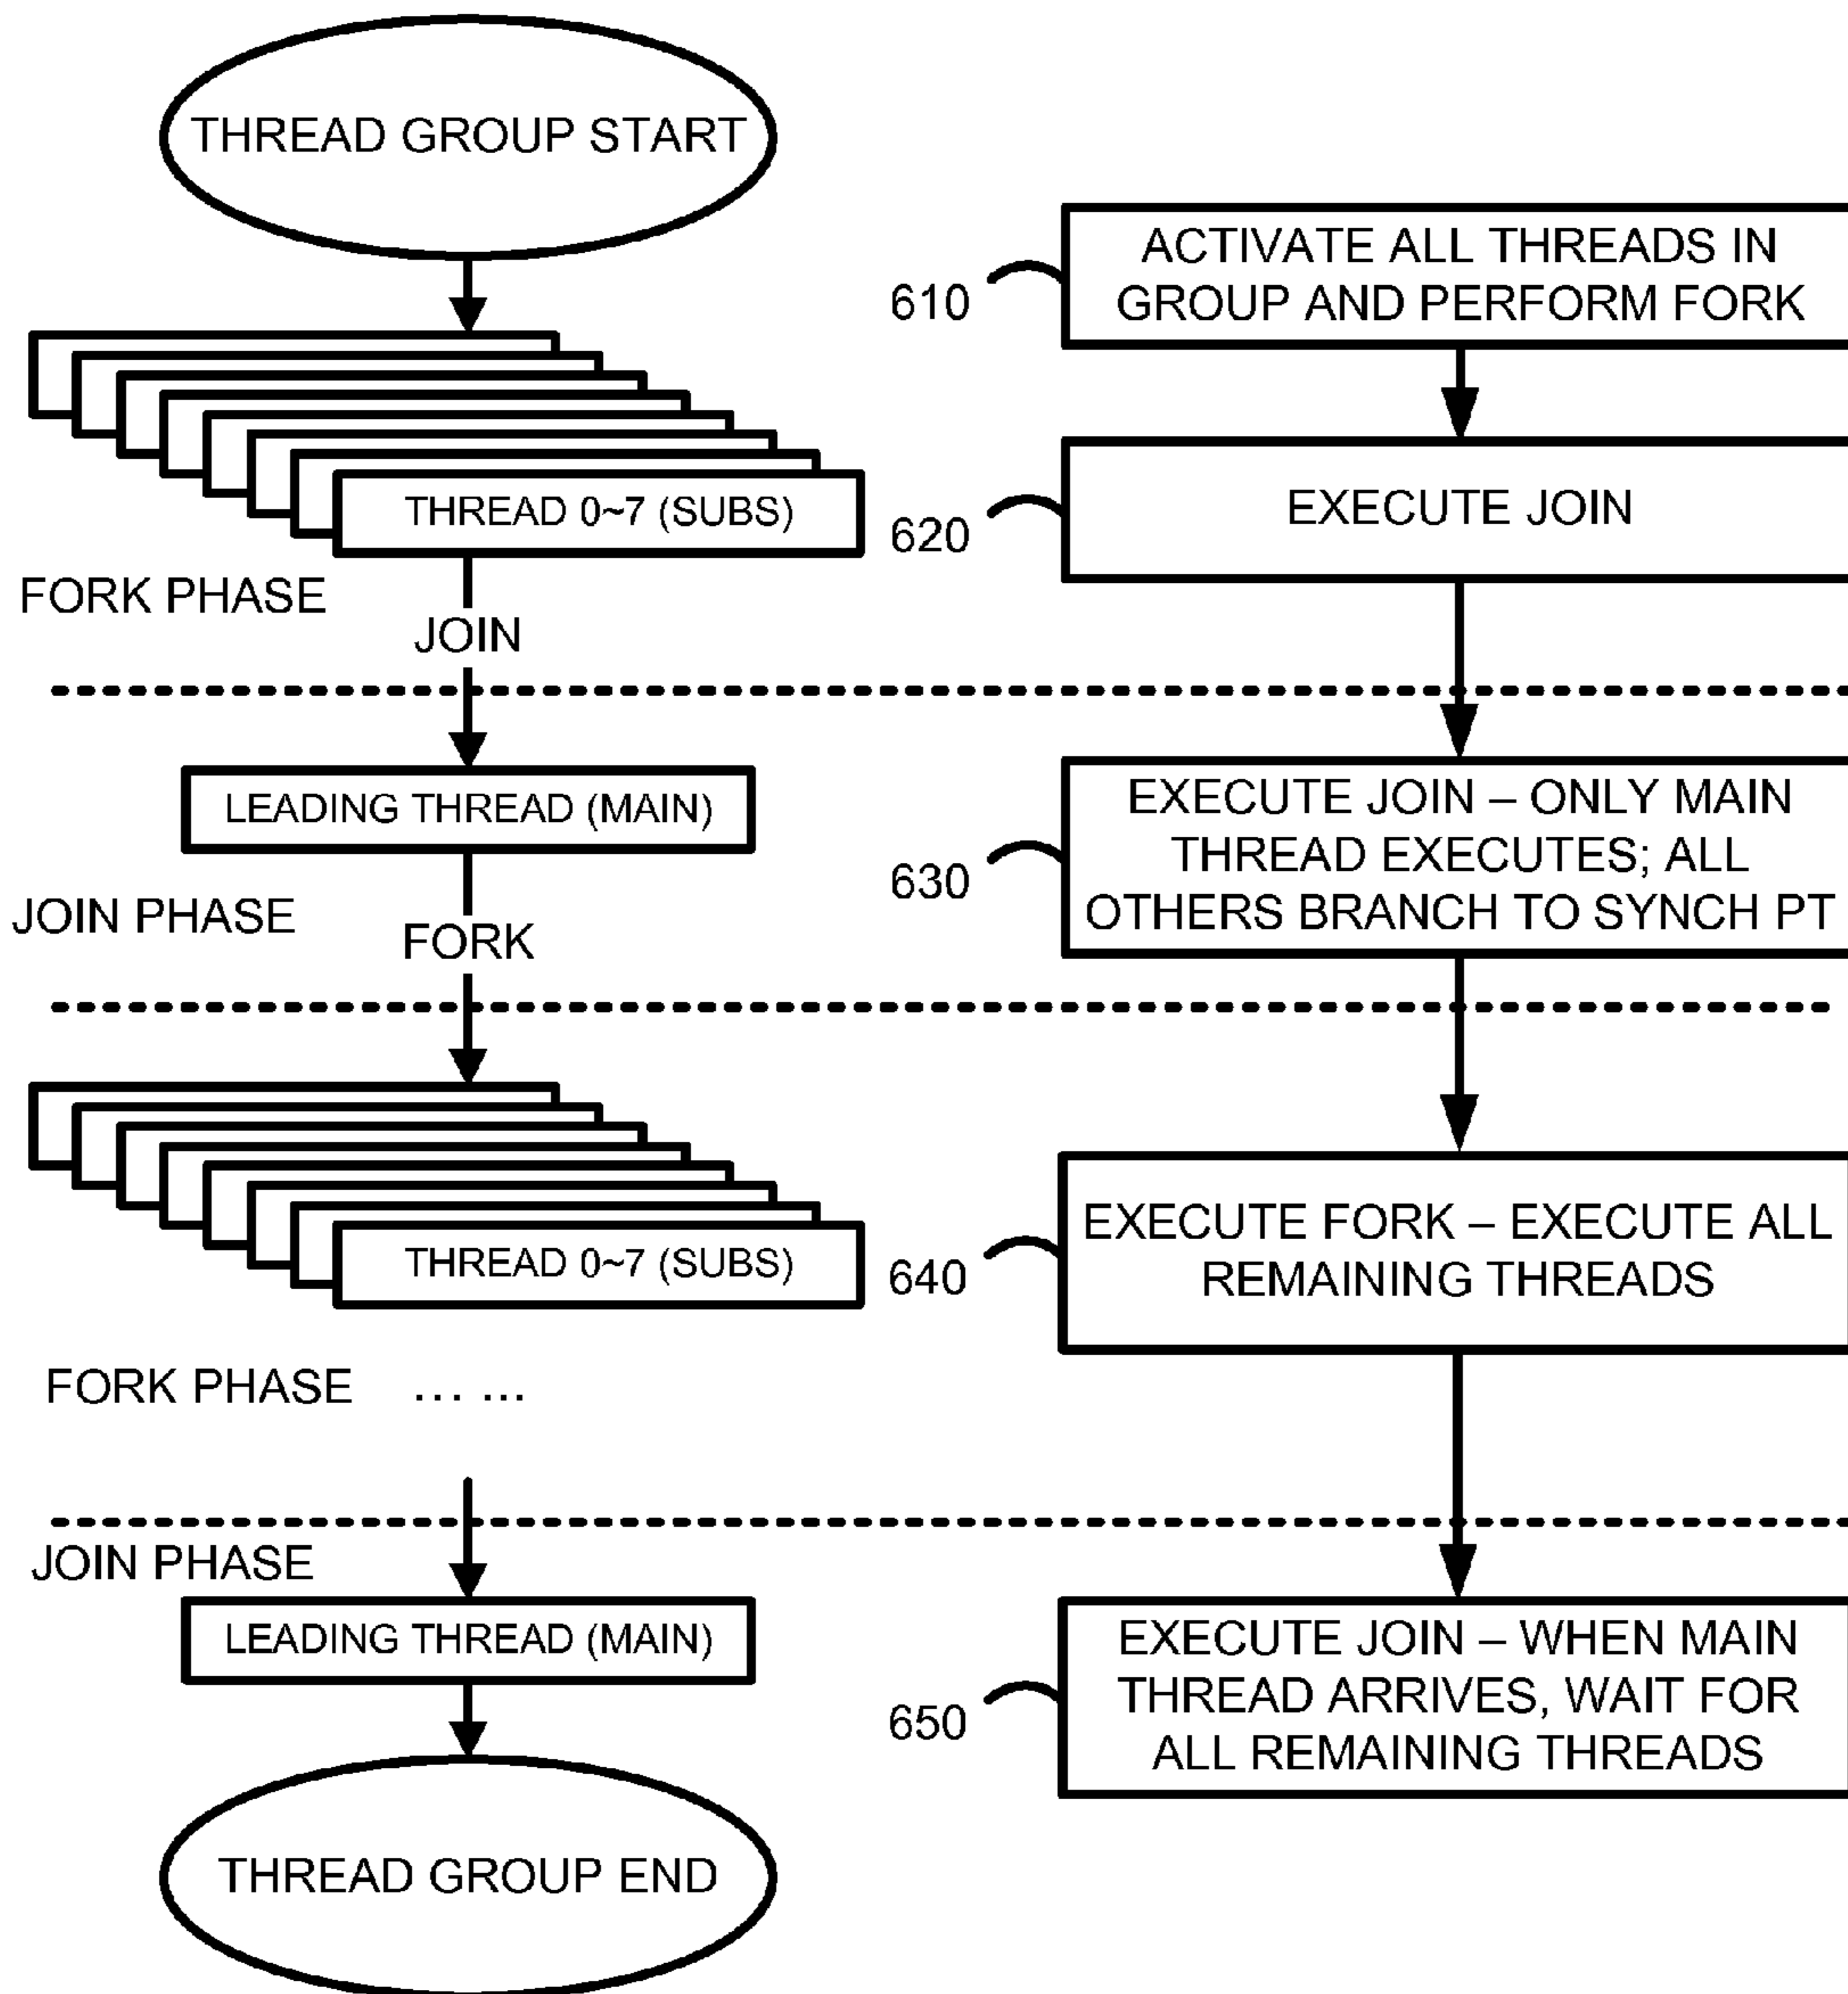 THREAD GROUP START
ACTIVATE ALL THREADS IN
GROUP AND PERFORM FORK
610
THREAD 0~7 (SUBS)
EXECUTE JOIN
620
FORK PHASE
JOIN
LEADING THREAD (MAIN)
EXECUTE JOIN – ONLY MAIN
THREAD EXECUTES; ALL
OTHERS BRANCH TO SYNCH PT
630
JOIN PHASE
FORK
THREAD 0~7 (SUBS)
EXECUTE FORK – EXECUTE ALL
REMAINING THREADS
640
FORK PHASE ... ...
JOIN PHASE
LEADING THREAD (MAIN)
EXECUTE JOIN – WHEN MAIN
THREAD ARRIVES, WAIT FOR
ALL REMAINING THREADS
650
THREAD GROUP END